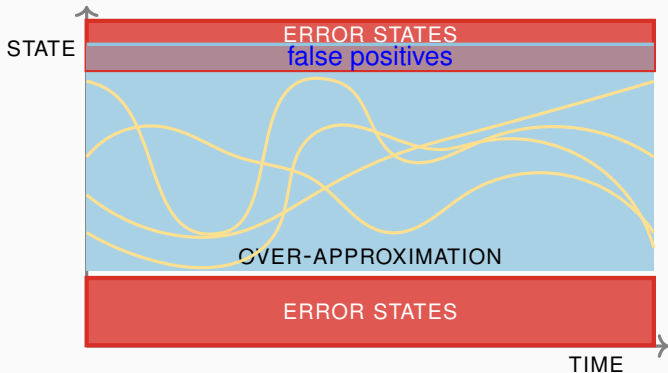 ERROR STATES
STATE
false positives
OVER-APPROXIMATION
ERROR STATES
TIME